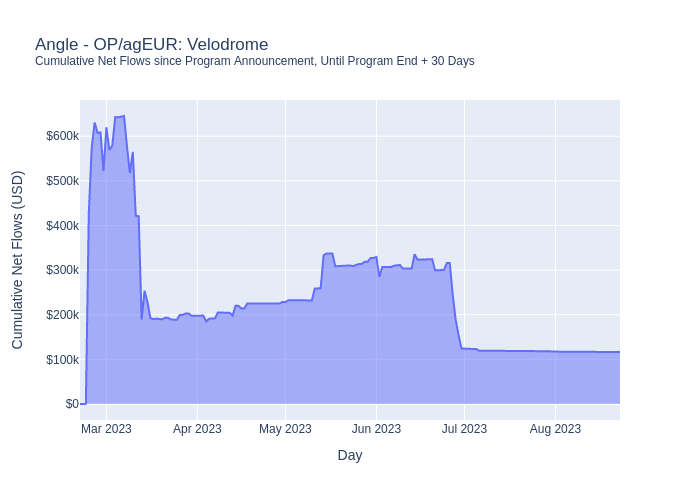 Angle - OP/agEUR: Velodrome
Cumulative Net Flows since Program Announcement, Until Program End + 30 Days
Cumulative Net Flows (USD)
$600k
$500k
$400k
$300k
$200k
$100k
$0
Mar 2023
Apr 2023
May 2023
Jun 2023
Jul 2023
Aug 2023
Day